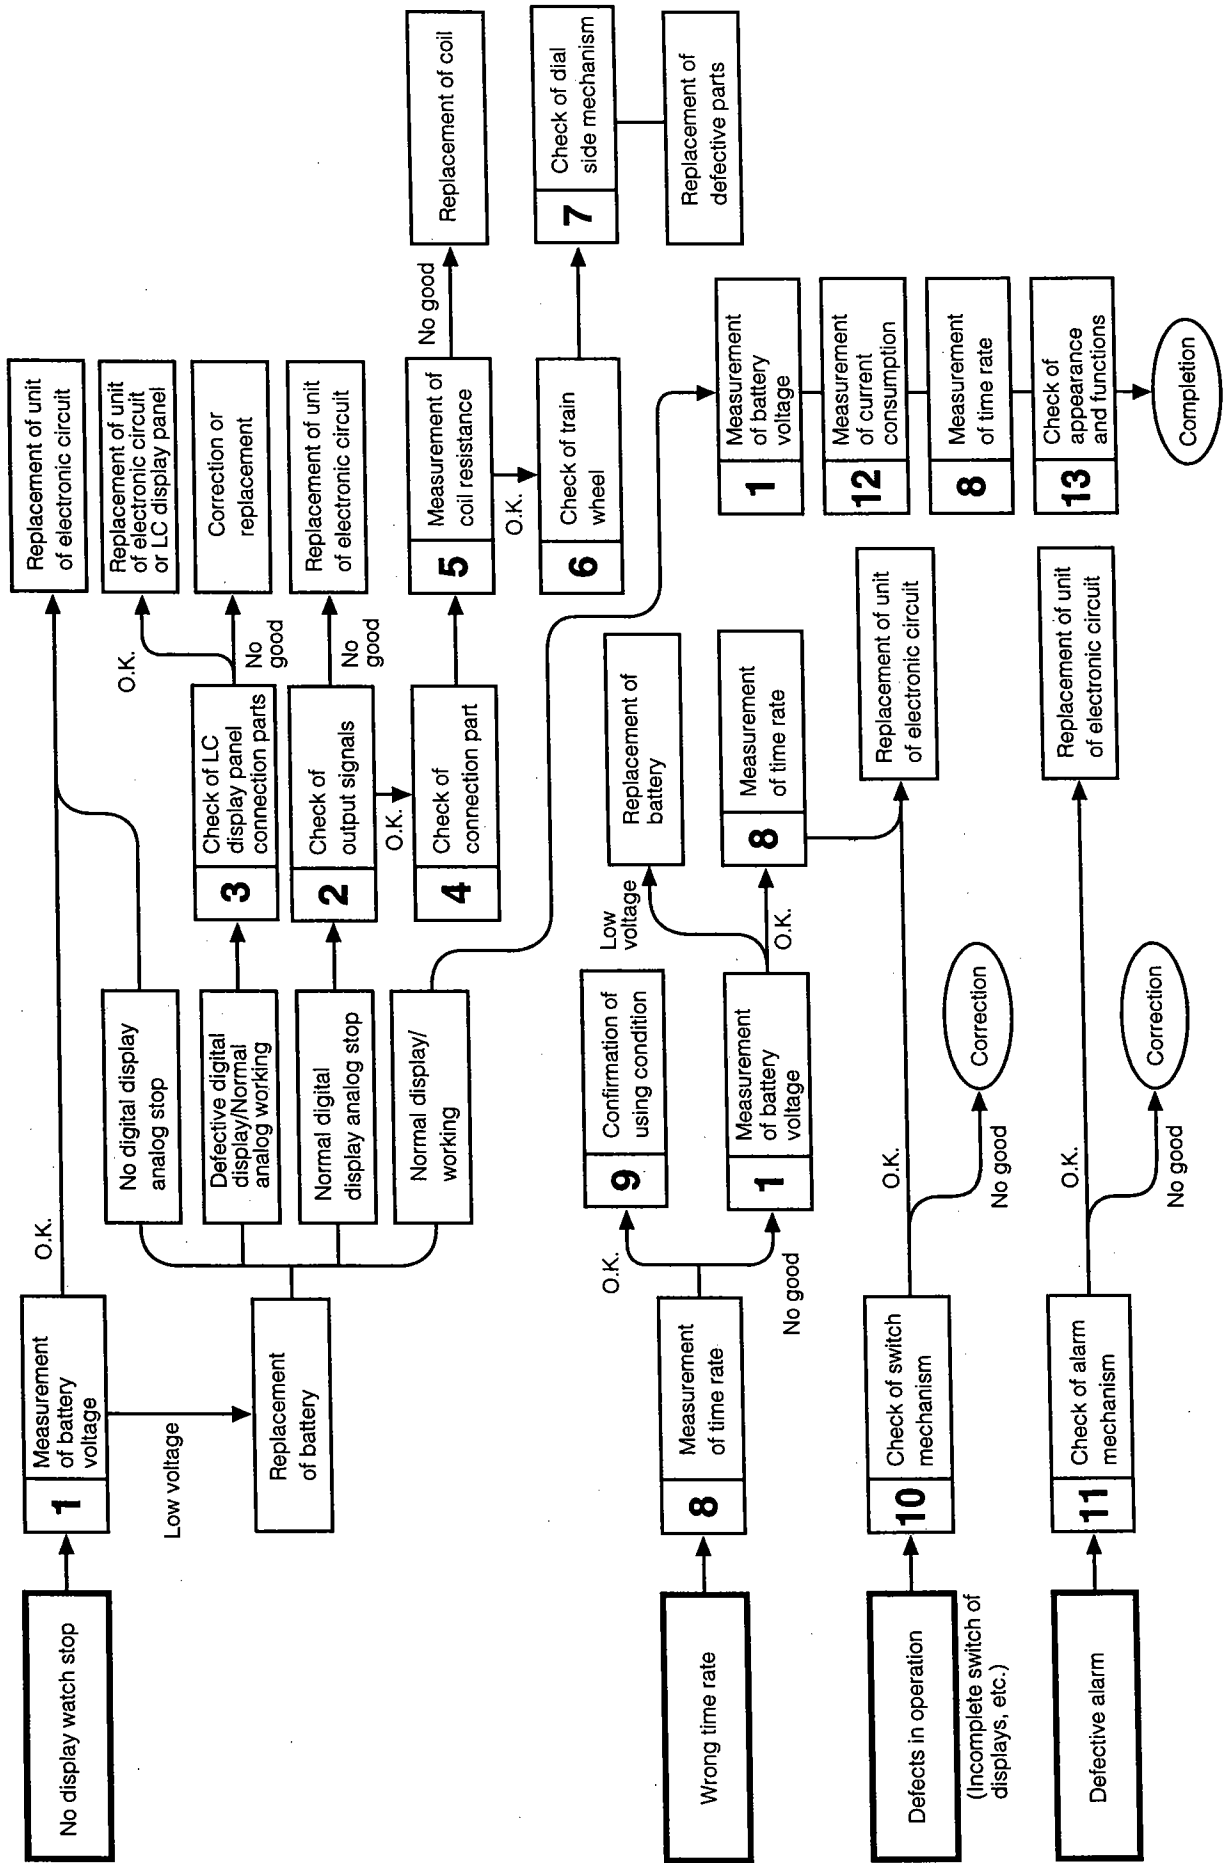 No display watch stop
1
Measurement
of battery
voltage
O.K.
Replacement of unit
of electronic circuit
Low voltage
Replacement
of battery
No digital display
analog stop
Defective digital
display/Normal
analog working
3
Check of LC
display panel
connection parts
O.K.
Replacement of unit
of electronic circuit
or LC display panel
No
good
Correction or
replacement
Normal digital
display analog stop
2
Check of
output signals
No
good
Replacement of unit
of electronic circuit
O.K.
4
Check of
connection part
5
Measurement of
coil resistance
No good
Replacement of coil
O.K.
6
Check of train
wheel
7
Check of dial
side mechanism
Replacement of
defective parts
Normal display/
working
1
Measurement
of battery
voltage
12
Measurement
of current
consumption
8
Measurement
of time rate
13
Check of
appearance
and functions
Completion
Wrong time rate
8
Measurement
of time rate
O.K.
9
Confirmation of
using condition
No good
1
Measurement
of battery
voltage
Low
voltage
Replacement of
battery
O.K.
8
Measurement
of time rate
Defects in operation
(Incomplete switch of
displays, etc.)
10
Check of switch
mechanism
O.K.
Replacement of unit
of electronic circuit
No good
Correction
Defective alarm
11
Check of alarm
mechanism
O.K.
Replacement of unit
of electronic circuit
No good
Correction